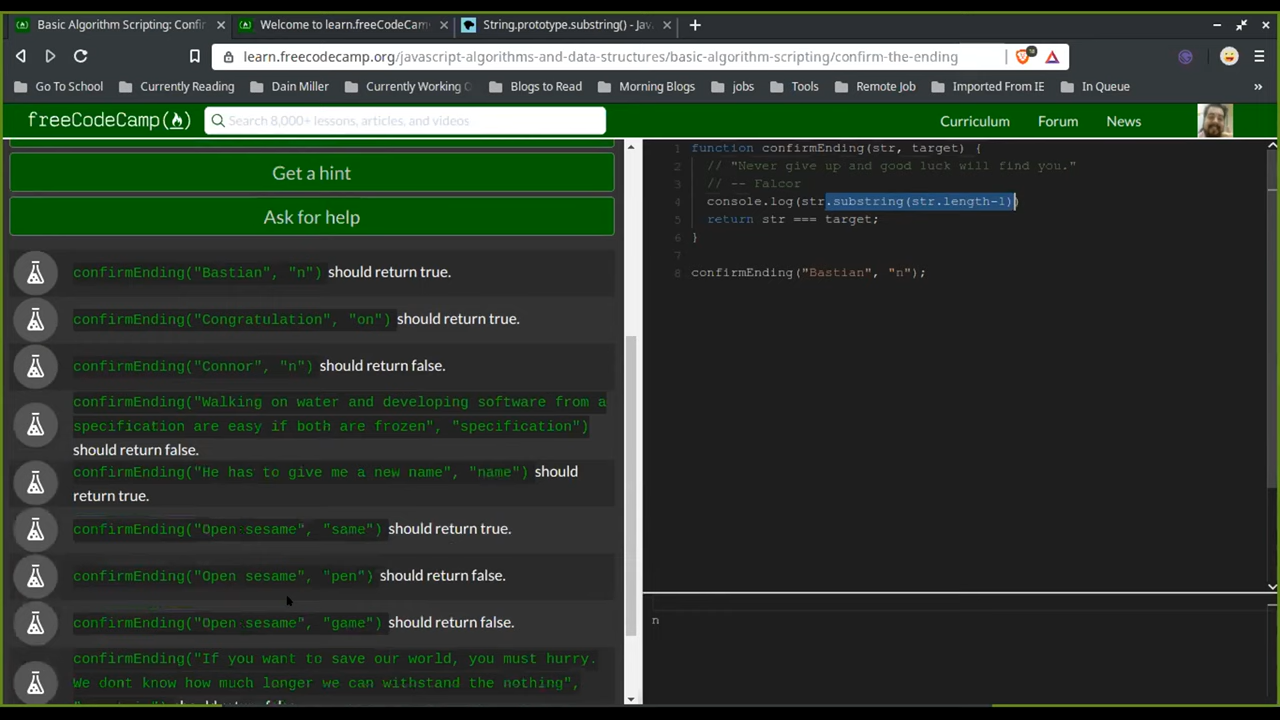 Basic Algorithm Scripting: Confir
Welcome to learn.freeCodeCam
String.prototype.substring() - Jav
learn.freecodecamp.org/javascript-algorithms-and-data-structures/basic-algorithm-scripting/confirm-the-ending
Go To School
Currently Reading
Dain Miller
Currently Working O
Blogs to Read
Morning Blogs
jobs
Tools
Remote Job
Imported From IE
In Queue
»
freeCodeCamp
Search 8,000+ lessons, articles, and videos
Curriculum
Forum
News
Get a hint
Ask for help
confirmEnding("Bastian", "n") should return true.
confirmEnding("Congratulation", "on") should return true.
confirmEnding("Connor", "n") should return false.
confirmEnding("Walking on water and developing software from a
specification are easy if both are frozen", "specification")
should return false.
confirmEnding("He has to give me a new name", "name") should
return true.
confirmEnding("Open sesame", "same") should return true.
confirmEnding("Open sesame", "pen") should return false.
confirmEnding("Open sesame", "game") should return false.
confirmEnding("If you want to save our world, you must hurry.
We dont know how much longer we can withstand the nothing",
1 function confirmEnding(str, target) {
2 // "Never give up and good luck will find you."
3 // -- Falcor
4 console.log(str.substring(str.length-1))
5 return str === target;
6 }
7
8 confirmEnding("Bastian", "n");
n